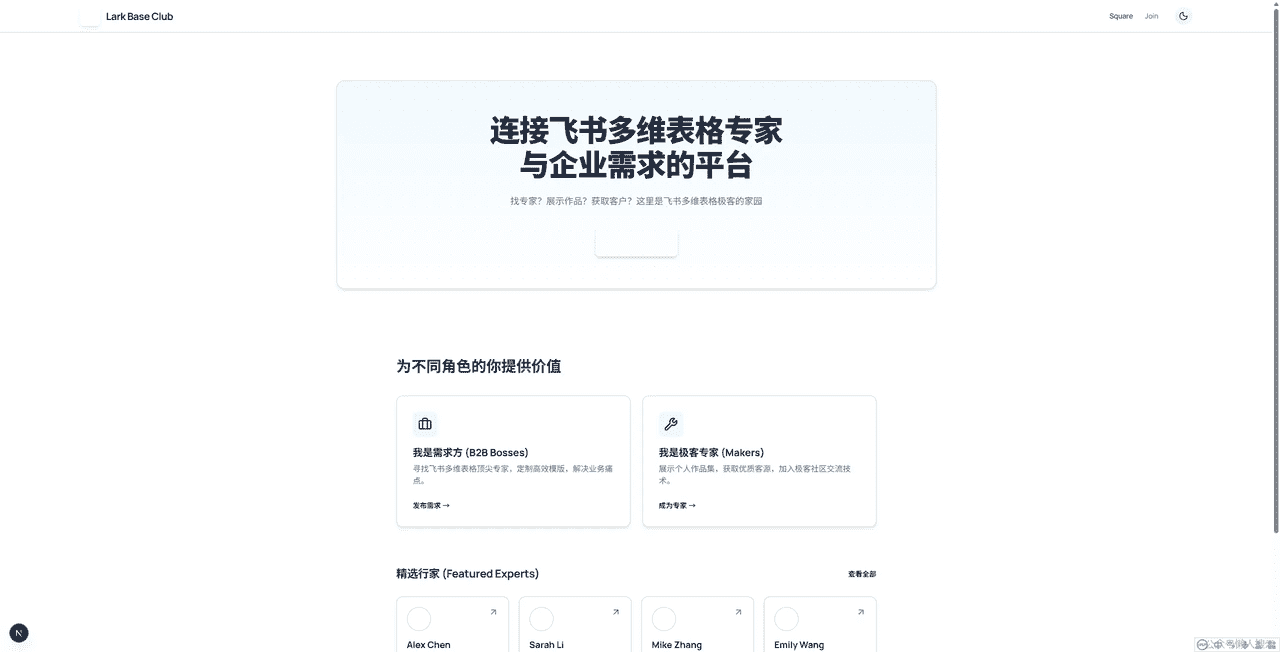 Lark Base Club
Square
Join
连接飞书多维表格专家
与企业需求的平台
找专家？展示作品？获取客户？这里是飞书多维表格极客的家园
为不同角色的你提供价值
我是需求方 (B2B Bosses)
寻找飞书多维表格顶尖专家，定制高效模版，解决业务痛
点。
发布需求 →
我是极客专家 (Makers)
展示个人作品集，获取优质客源，加入极客社区交流技
术。
成为专家 →
精选行家 (Featured Experts)
查看全部
Alex Chen
Sarah Li
Mike Zhang
Emily Wang
N